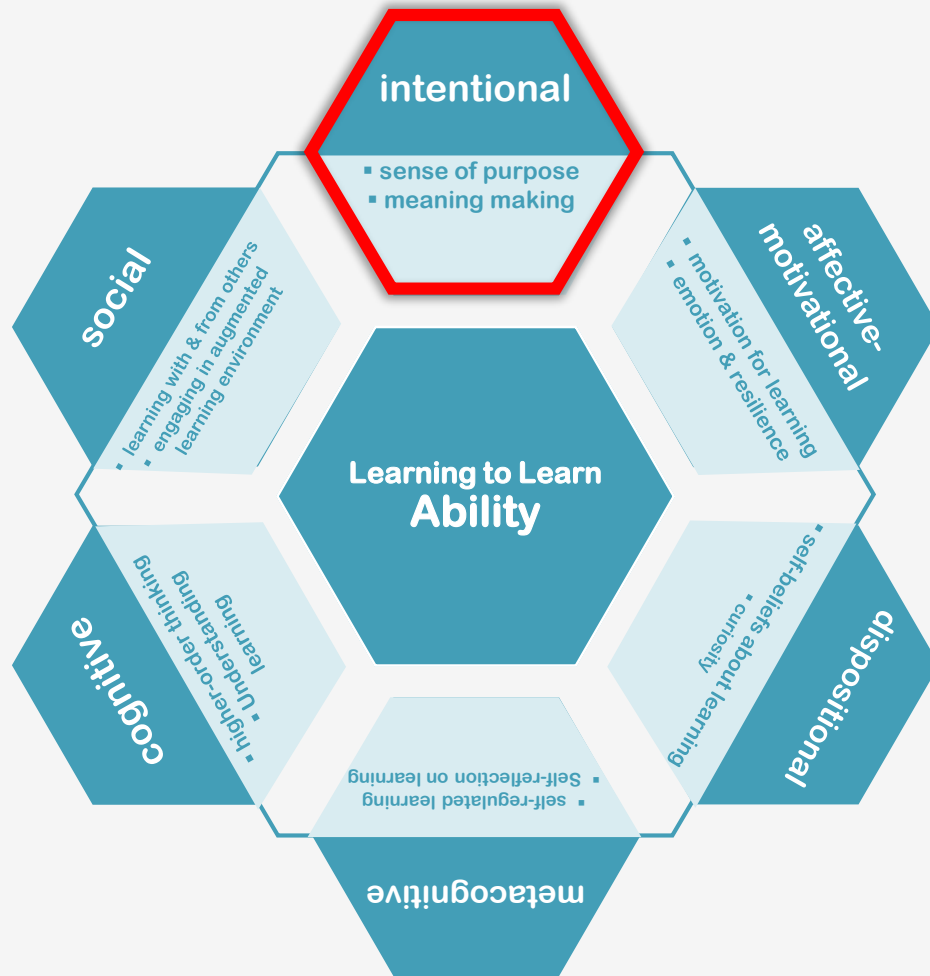 intentional
▪ sense of purpose
▪ meaning making
affective-
motivational
▪ motivation for learning
▪ emotion & resilience
dispositional
▪ self-beliefs about learning
▪ curiosity
metacognitive
▪ self-regulated learning
▪ Self-reflection on learning
cognitive
▪ higher-order thinking
▪ Understanding
learning
social
▪ learning with & from others
▪ engaging in augmented
learning environment
Learning to Learn
Ability